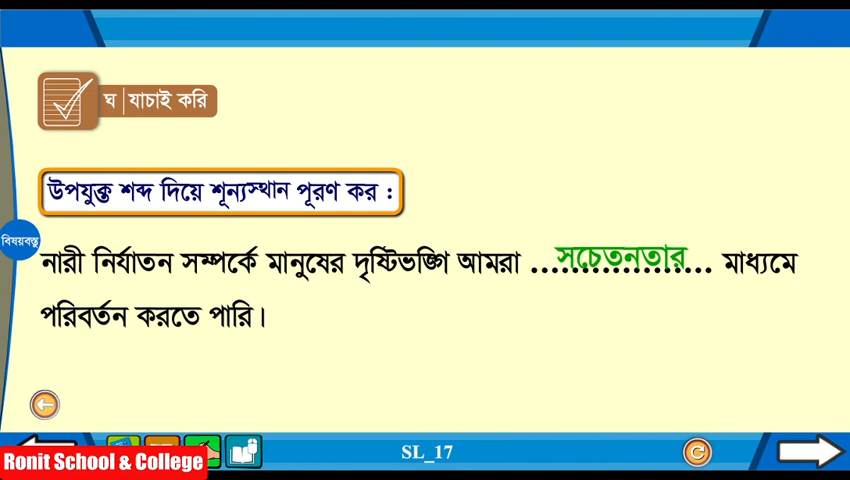 ঘ | যাচাই করি
উপযুক্ত শব্দ দিয়ে শূন্যস্থান পূরণ কর :
বিষয়বস্তু
নারী নির্যাতন সম্পর্কে মানুষের দৃষ্টিভঙ্গি আমরা ...সচেতনতার... মাধ্যমে
পরিবর্তন করতে পারি।
SL_17
Ronit School & College